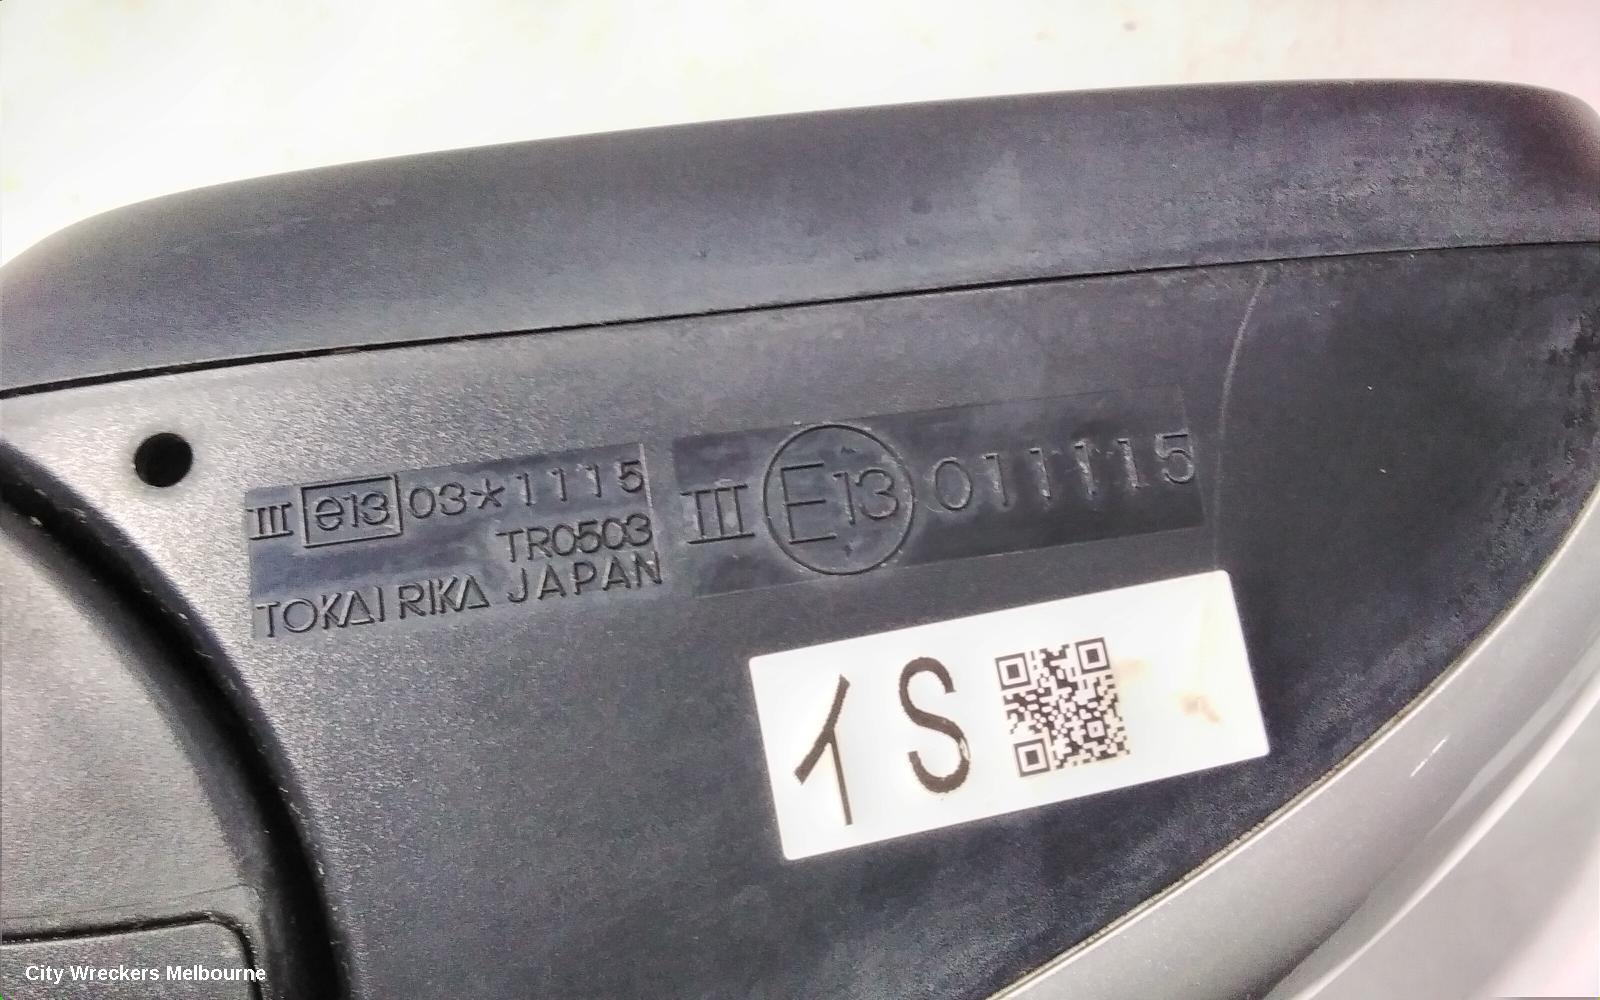 III e13 03*1115
TR0503
TOKAI RIKA JAPAN
III E13 011115
1S
City Wreckers Melbourne